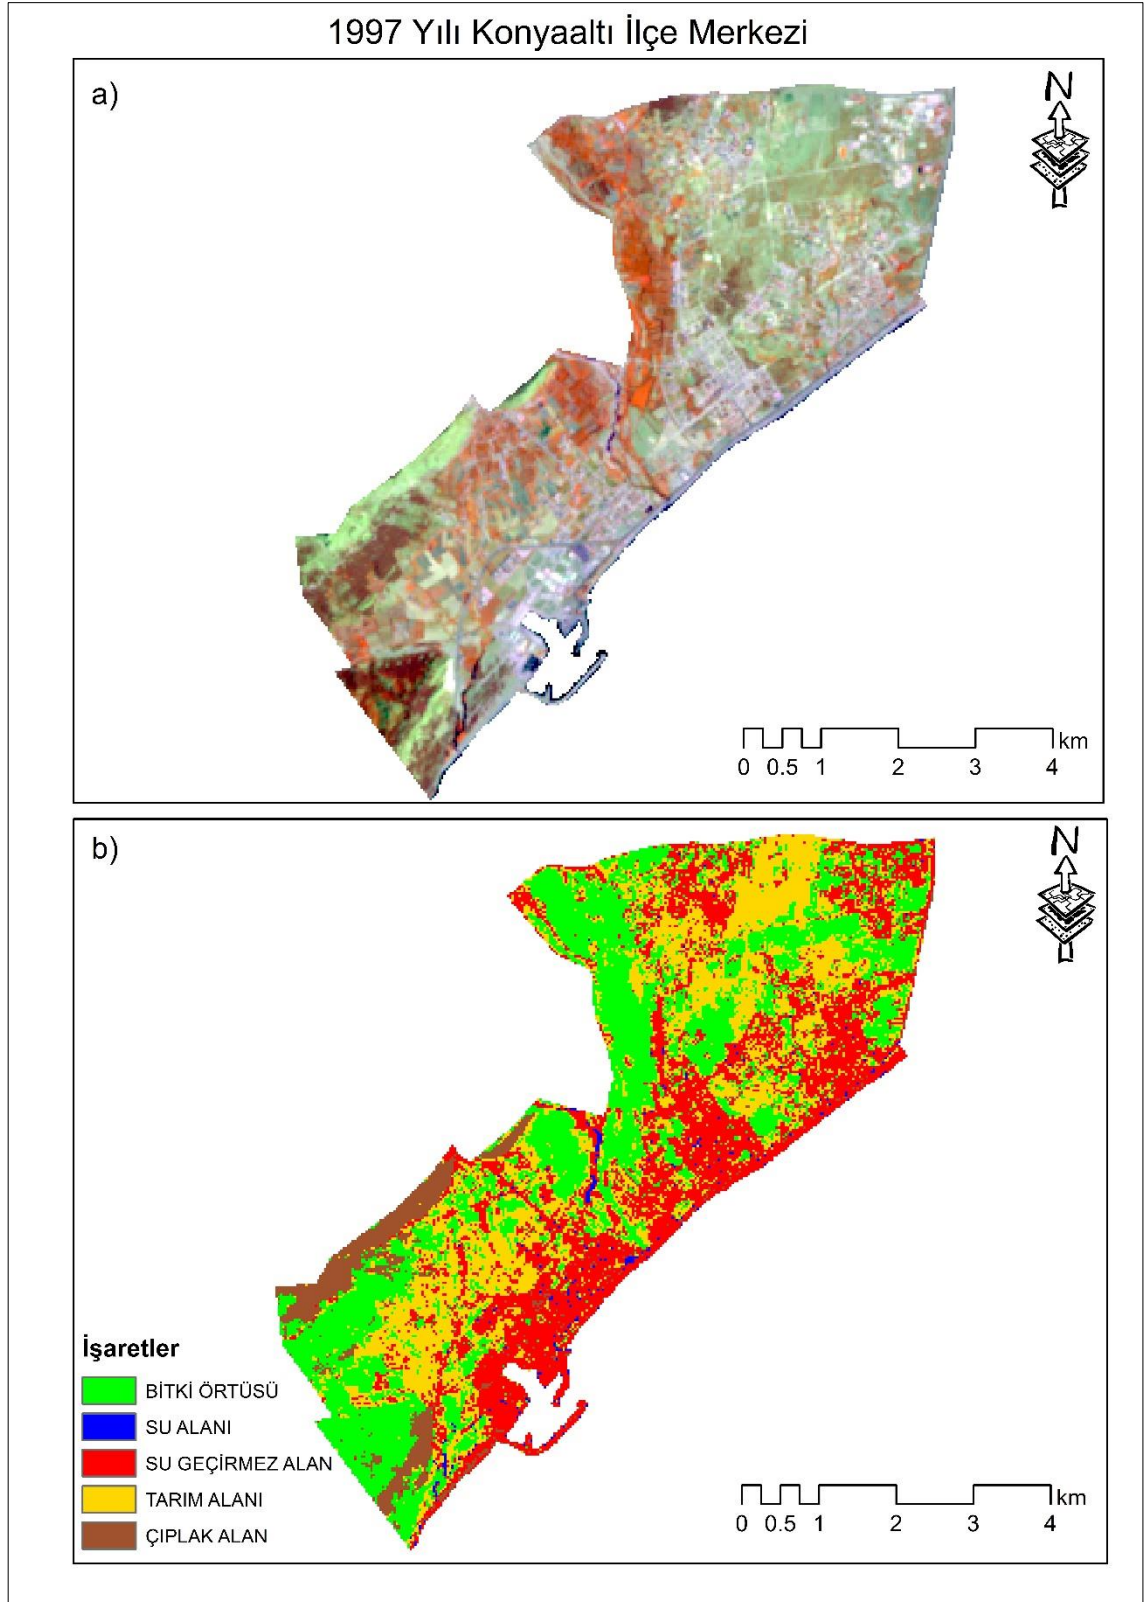 1997 Yılı Konyaaltı İlçe Merkezi
a)
N
km
0 0.5 1 2 3 4
b)
N
İşaretler
BİTKİ ÖRTÜSÜ
SU ALANI
SU GEÇİRMEZ ALAN
TARIM ALANI
ÇIPLAK ALAN
km
0 0.5 1 2 3 4